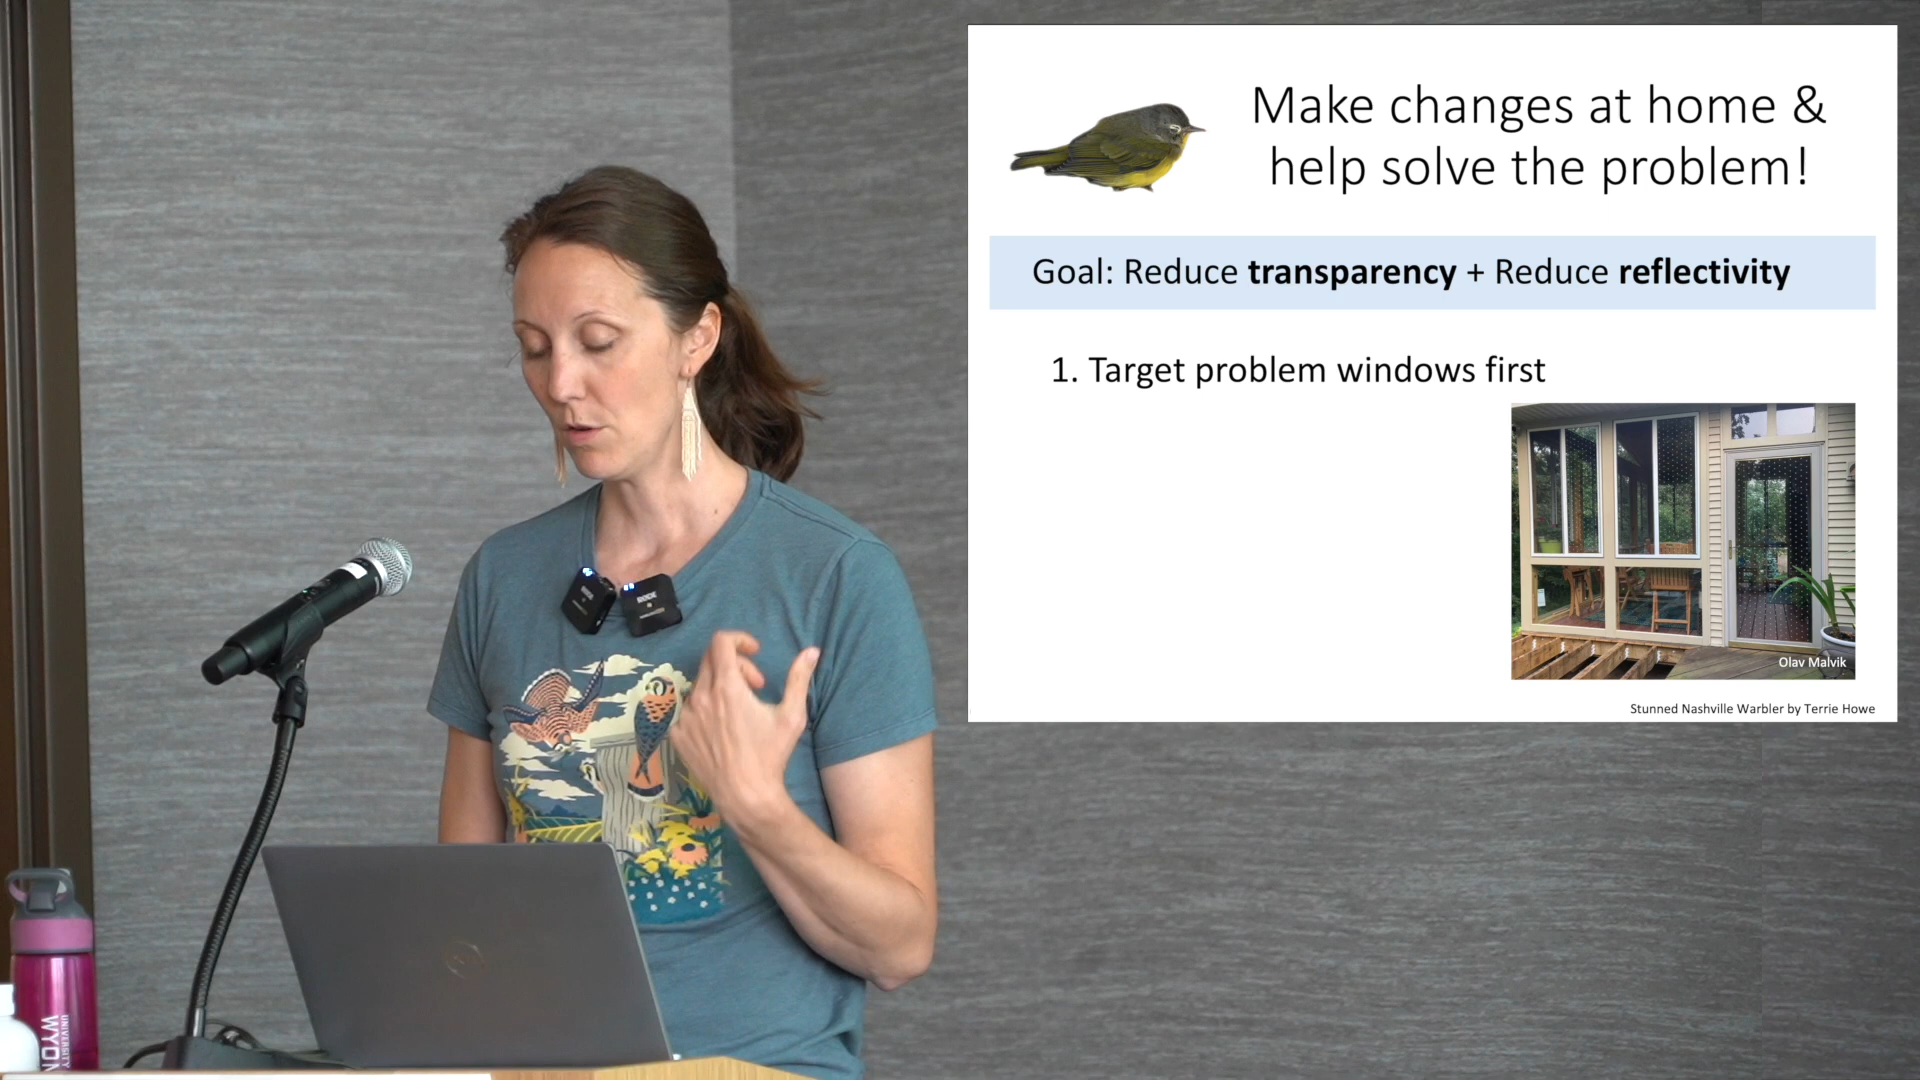 Make changes at home &
help solve the problem!
Goal: Reduce transparency + Reduce reflectivity
1. Target problem windows first
Olav Malvik
Stunned Nashville Warbler by Terrie Howe
RODE
UNIVERSITY